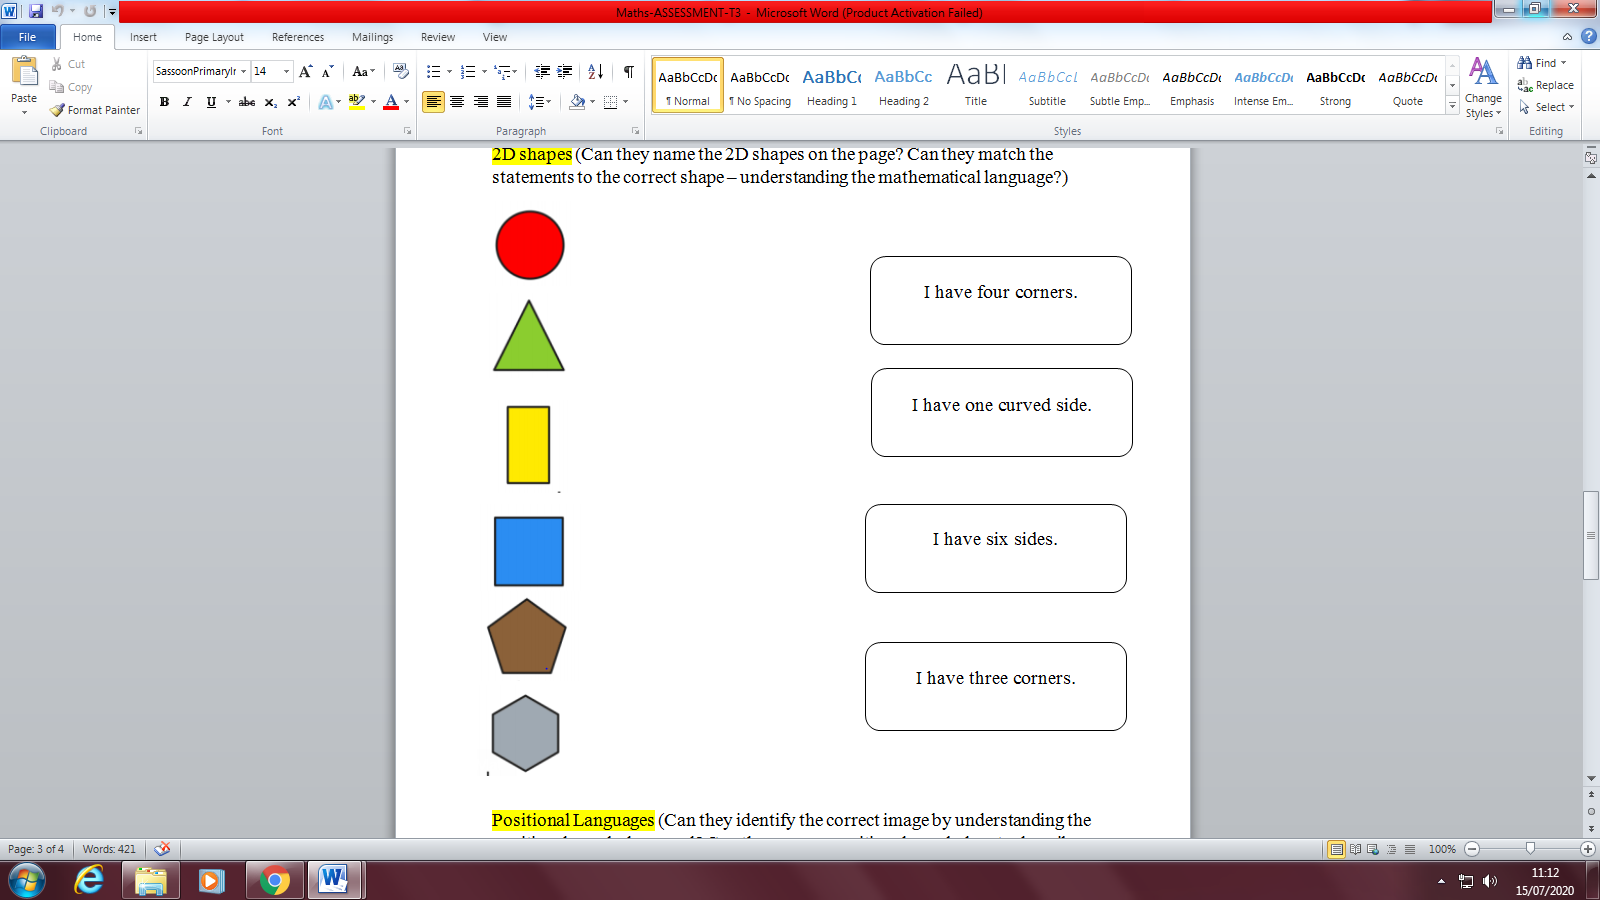 Maths-ASSESSMENT-T3 - Microsoft Word (Product Activation Failed)
File Home Insert Page Layout References Mailings Review View
Paste
Cut
Copy
Format Painter
Clipboard
SassoonPrimaryIr 14
Font
Paragraph
AaBbCcDc AaBbCcDc AaBbCc AaBbCc AaBl AaBbCcL AaBbCcDc AaBbCcDc AaBbCcDc AaBbCcDc AaBbCcDc
¶ Normal ¶ No Spacing Heading 1 Heading 2 Title Subtitle Subtle Emp... Emphasis Intense Em... Strong Quote
Styles
Change
Styles
Find
Replace
Select
Editing
2D shapes (Can they name the 2D shapes on the page? Can they match the
statements to the correct shape – understanding the mathematical language?)
I have four corners.
I have one curved side.
I have six sides.
I have three corners.
Positional Languages (Can they identify the correct image by understanding the
Page: 3 of 4 Words: 421
100%
11:12
15/07/2020